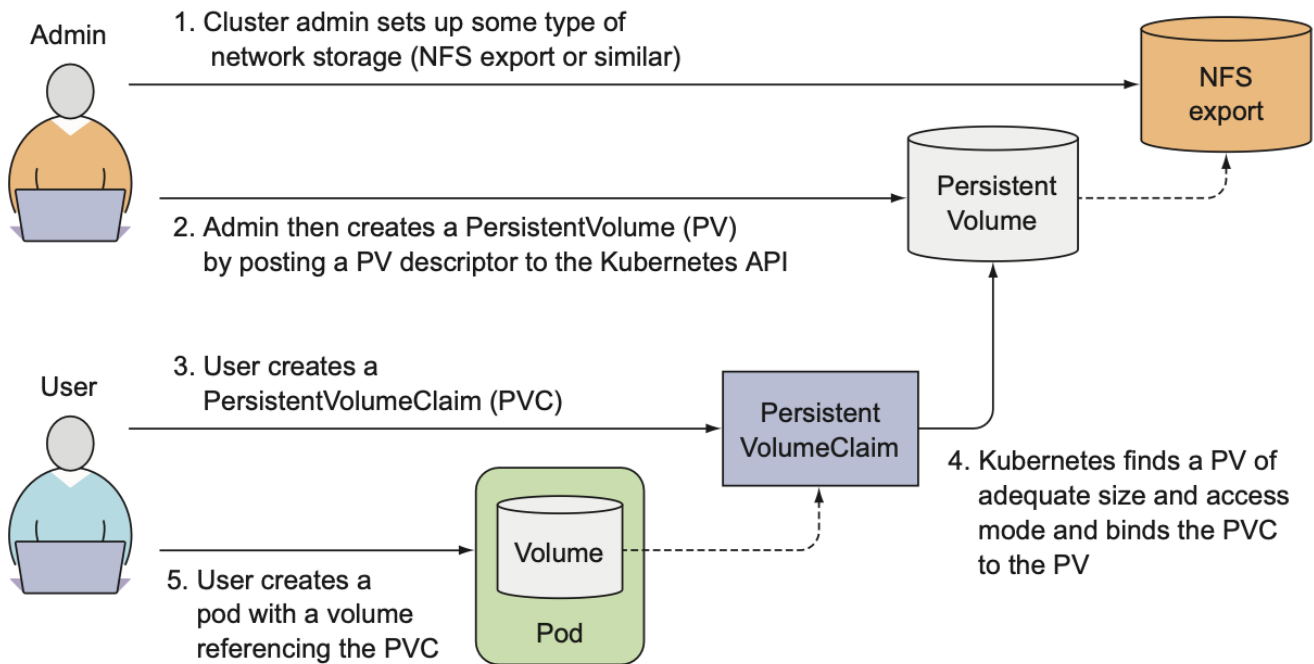 Admin
1. Cluster admin sets up some type of
network storage (NFS export or similar)
NFS
export
Persistent
Volume
2. Admin then creates a PersistentVolume (PV)
by posting a PV descriptor to the Kubernetes API
User
3. User creates a
PersistentVolumeClaim (PVC)
Persistent
VolumeClaim
4. Kubernetes finds a PV of
adequate size and access
mode and binds the PVC
to the PV
Volume
Pod
5. User creates a
pod with a volume
referencing the PVC